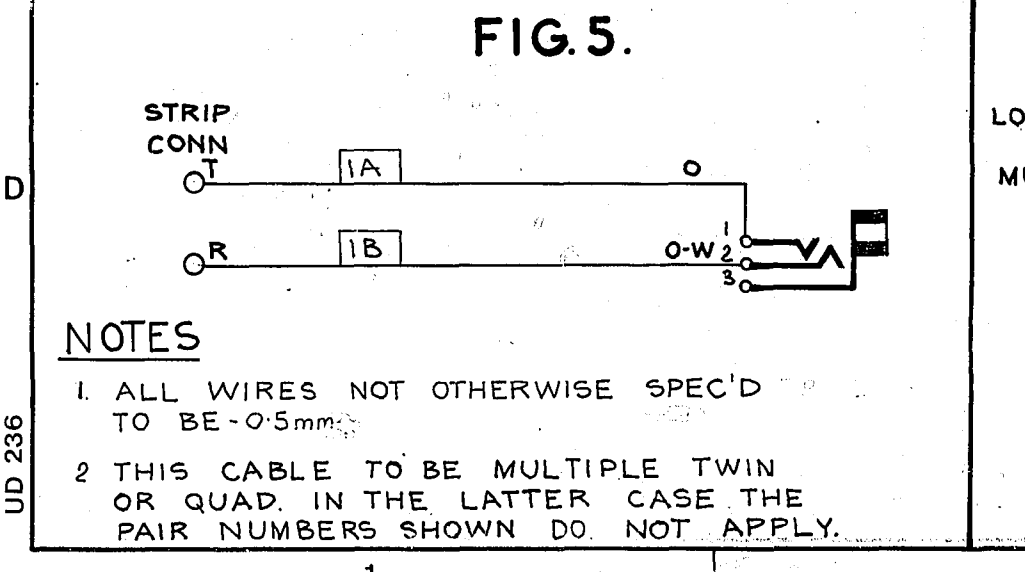 FIG. 5.
STRIP
CONN
T
1A
O
R
1B
O-W
1
2
3
D
LO
MU
NOTES
1. ALL WIRES NOT OTHERWISE SPEC'D
TO BE - 0.5mm
2 THIS CABLE TO BE MULTIPLE TWIN
OR QUAD. IN THE LATTER CASE THE
PAIR NUMBERS SHOWN DO. NOT APPLY.
UD 236
1